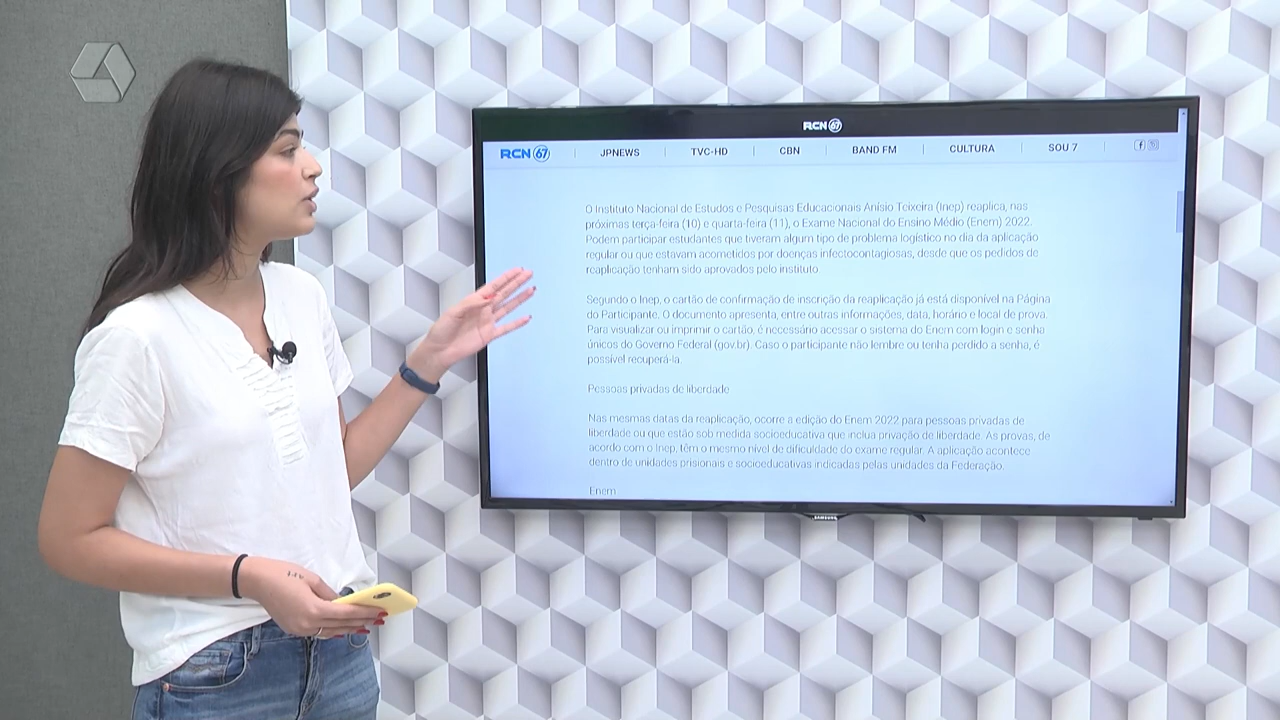 RCN 67
RCN 67 JPNEWS TVC-HD CBN BAND FM CULTURA SOU 7
O Instituto Nacional de Estudos e Pesquisas Educacionais Anísio Teixeira (Inep) reaplica, nas
próximas terça-feira (10) e quarta-feira (11), o Exame Nacional do Ensino Médio (Enem) 2022.
Podem participar estudantes que tiveram algum tipo de problema logístico no dia da aplicação
regular ou que estavam acometidos por doenças infectocontagiosas, desde que os pedidos de
reaplicação tenham sido aprovados pelo instituto.
Segundo o Inep, o cartão de confirmação de inscrição da reaplicação já está disponível na Página
do Participante. O documento apresenta, entre outras informações, data, horário e local de prova.
Para visualizar ou imprimir o cartão, é necessário acessar o sistema do Enem com login e senha
únicos do Governo Federal (gov.br). Caso o participante não lembre ou tenha perdido a senha, é
possível recuperá-la.
Pessoas privadas de liberdade
Nas mesmas datas da reaplicação, ocorre a edição do Enem 2022 para pessoas privadas de
liberdade ou que estão sob medida socioeducativa que inclua privação de liberdade. As provas, de
acordo com o Inep, têm o mesmo nível de dificuldade do exame regular. A aplicação acontece
dentro de unidades prisionais e socioeducativas indicadas pelas unidades da Federação.
Enem
SAMSUNG